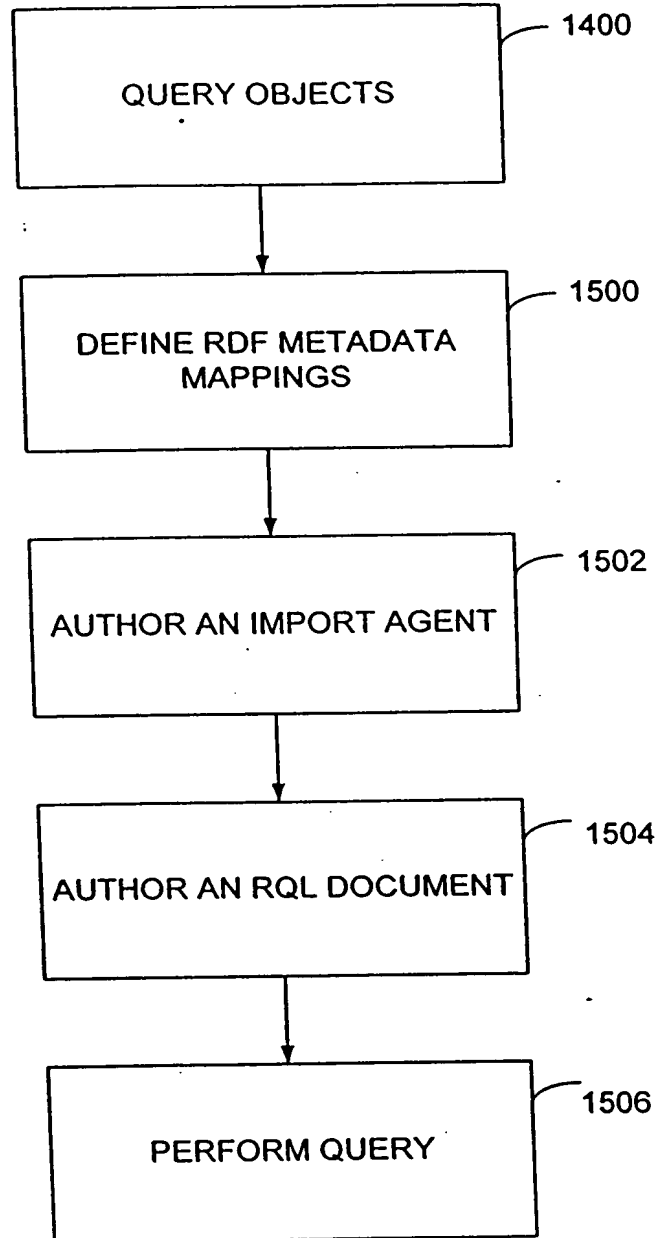 1400
QUERY OBJECTS
1500
DEFINE RDF METADATA
MAPPINGS
1502
AUTHOR AN IMPORT AGENT
1504
AUTHOR AN RQL DOCUMENT
1506
PERFORM QUERY